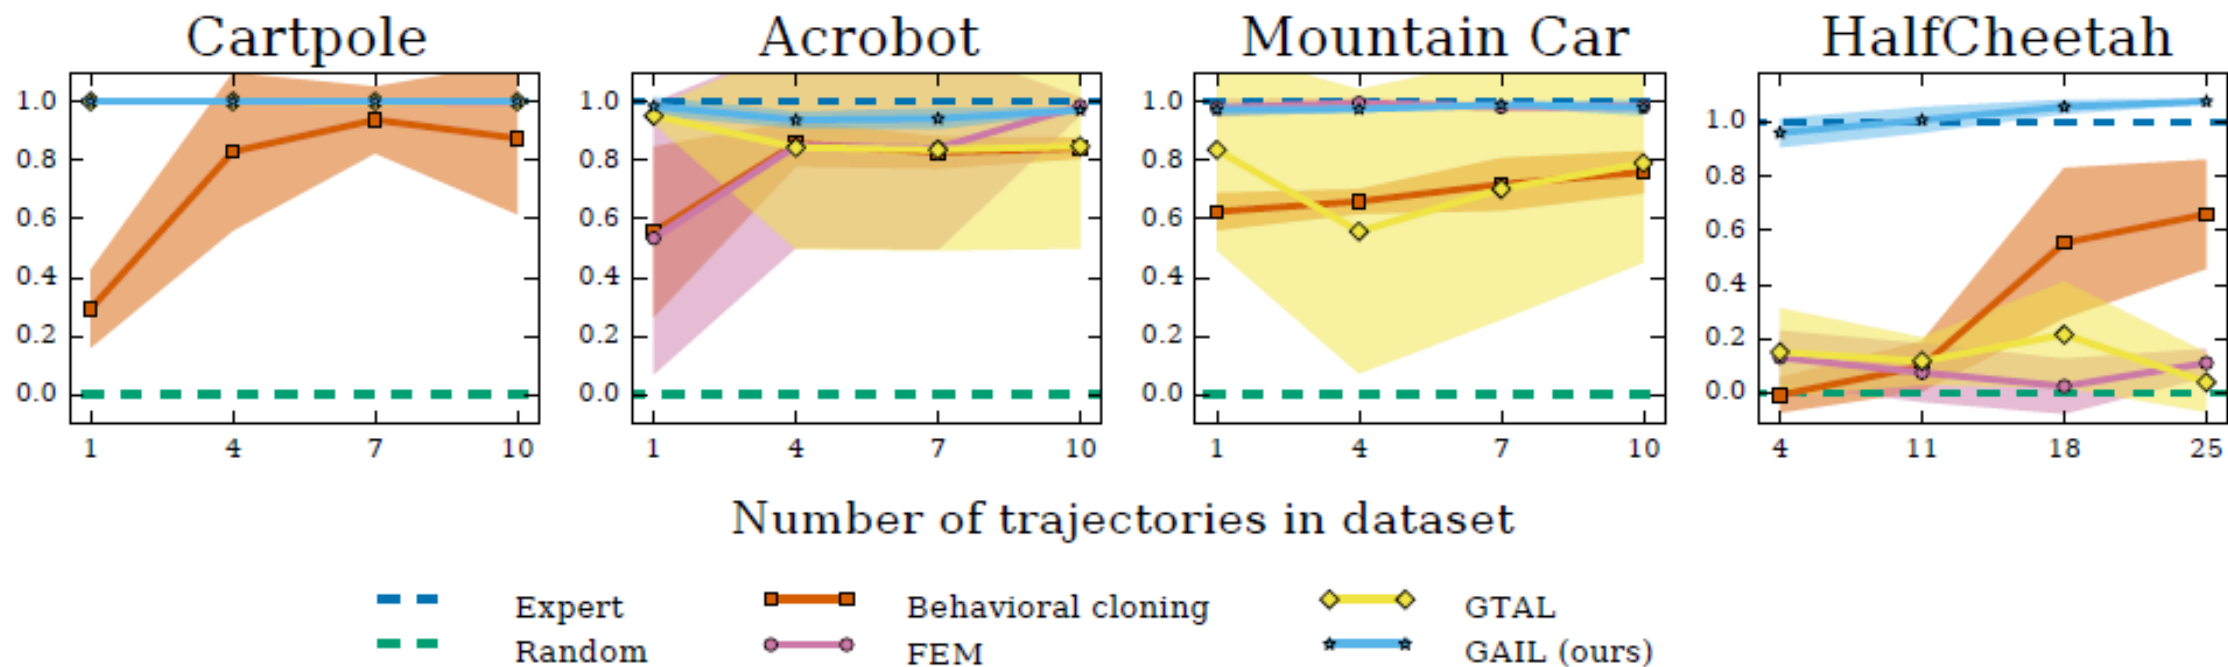 Cartpole Acrobot Mountain Car HalfCheetah
1.0 1.0 1.0 1.0
0.8 0.8 0.8 0.8
0.6 0.6 0.6 0.6
0.4 0.4 0.4 0.4
0.2 0.2 0.2 0.2
0.0 0.0 0.0 0.0
1 4 7 10 1 4 7 10 1 4 7 10 4 11 18 25
Number of trajectories in dataset
Expert Behavioral cloning GTAL
Random FEM GAIL (ours)